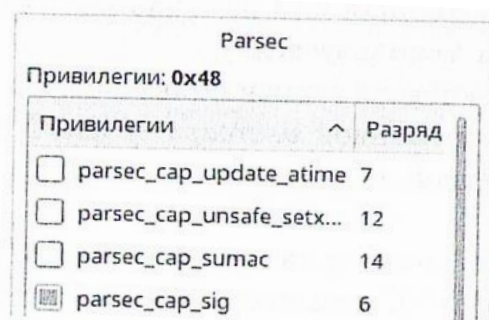 Parsec
Привилегии: 0x48
Привилегии Разряд
parsec_cap_update_atime 7
parsec_cap_unsafe_setx... 12
parsec_cap_sumac 14
parsec_cap_sig 6